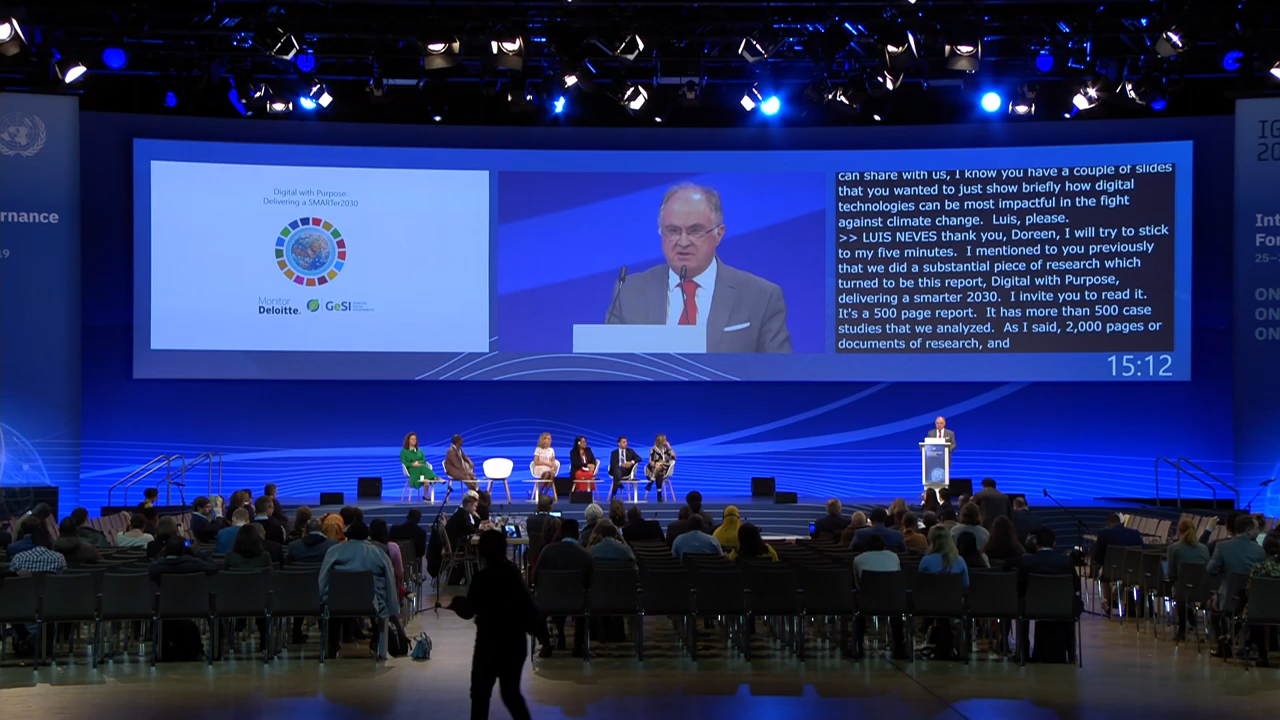 rnance
19
Digital with Purpose:
Delivering a SMARTer2030
Monitor
Deloitte.
GeSI
can share with us, I know you have a couple of slides
that you wanted to just show briefly how digital
technologies can be most impactful in the fight
against climate change.  Luis, please.
>> LUIS NEVES thank you, Doreen, I will try to stick
to my five minutes.  I mentioned to you previously
that we did a substantial piece of research which
turned to be this report, Digital with Purpose,
delivering a smarter 2030.  I invite you to read it.
It's a 500 page report.  It has more than 500 case
studies that we analyzed.  As I said, 2,000 pages or
documents of research, and
15:12
IG
20
Int
Fo
25–
ON
ON
ON